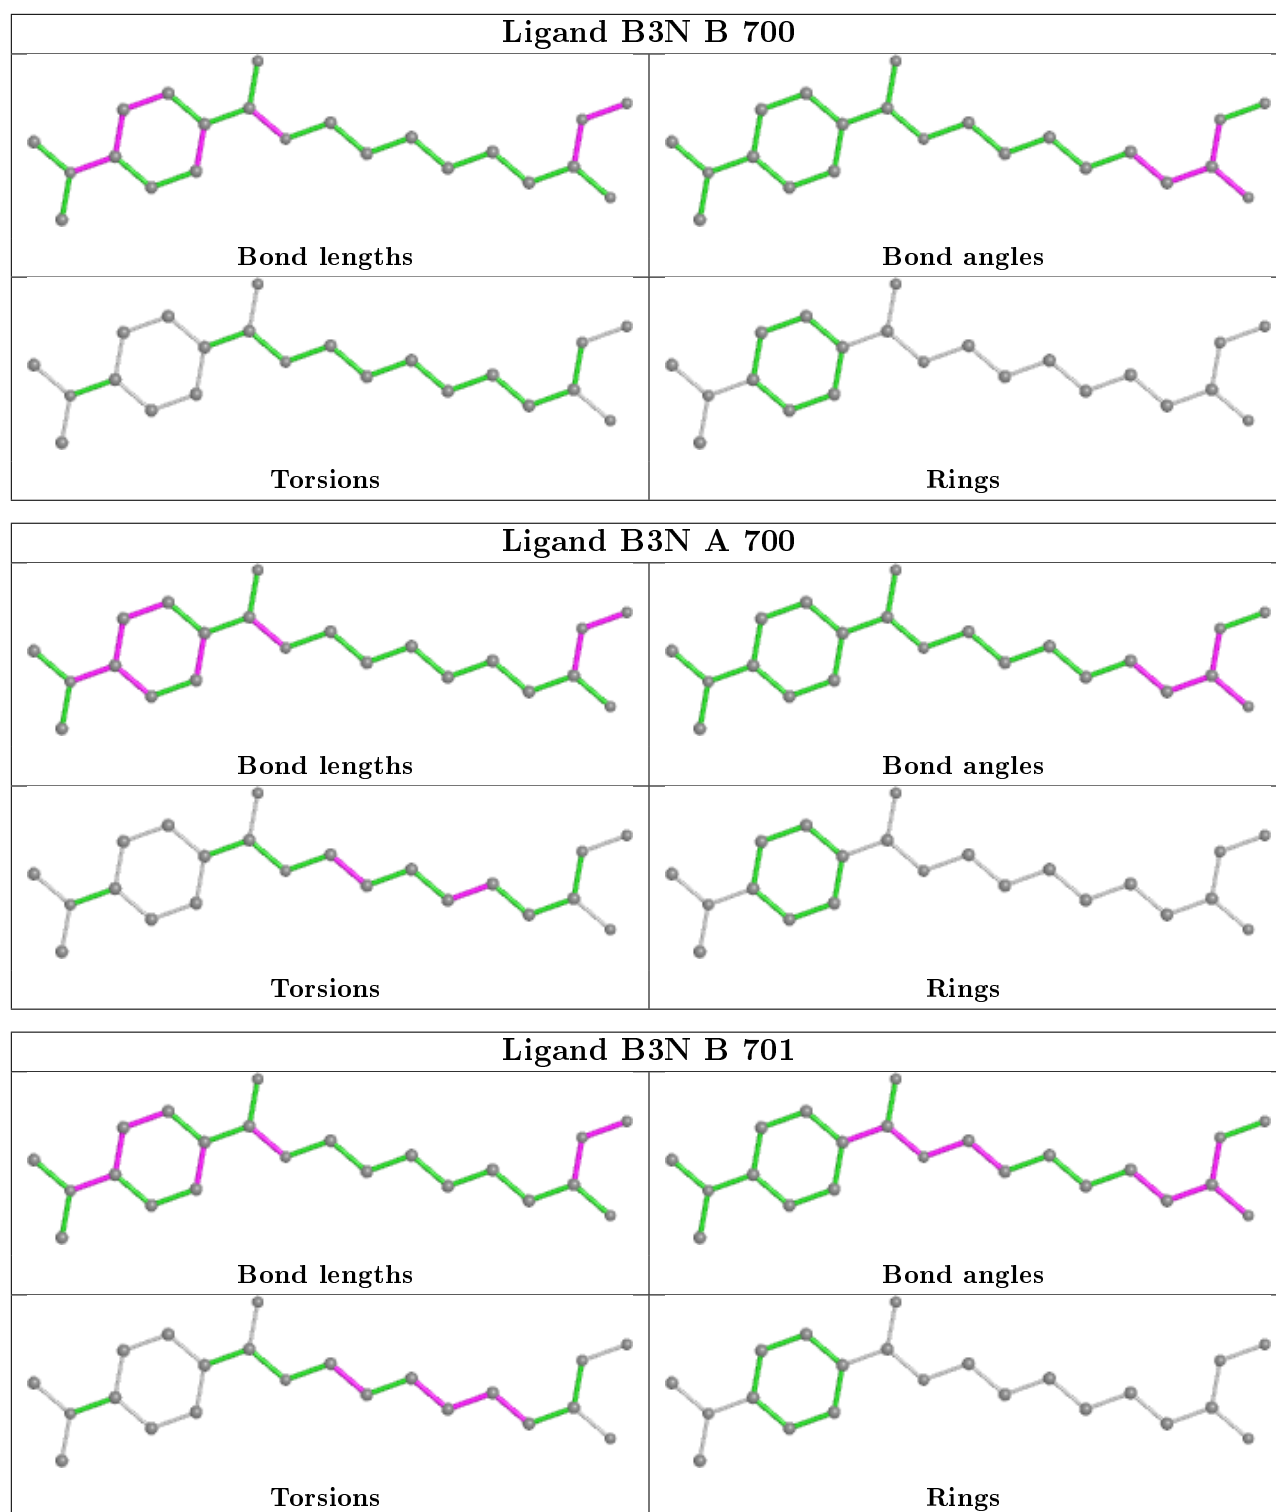 Ligand B3N B 700
Bond lengths
Bond angles
Torsions
Rings
Ligand B3N A 700
Bond lengths
Bond angles
Torsions
Rings
Ligand B3N B 701
Bond lengths
Bond angles
Torsions
Rings